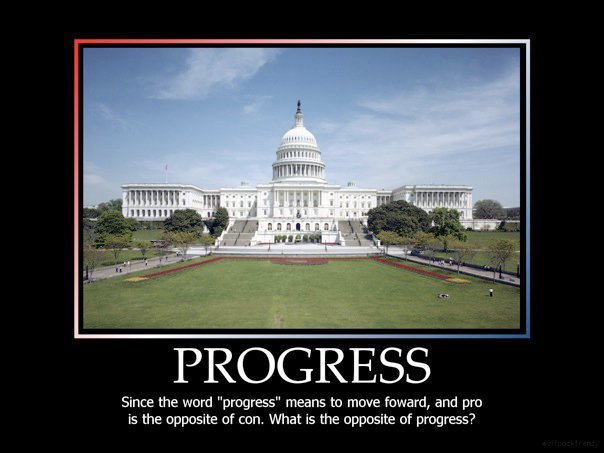 PROGRESS
Since the word "progress" means to move foward, and pro
is the opposite of con. What is the opposite of progress?